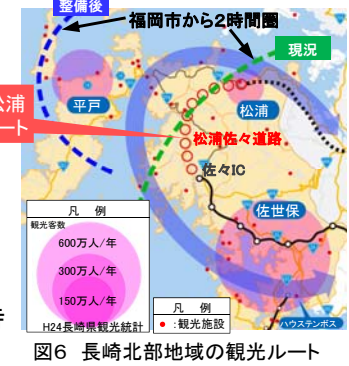 整備後
福岡市から2時間圏
現況
平戸
松浦
松浦
ート
松浦佐々道路
佐々IC
佐世保
凡 例
観光客数
600万人/年
300万人/年
150万人/年
H24長崎県観光統計
凡 例
:観光施設
ハウステンボス
図6 長崎北部地域の観光ルート